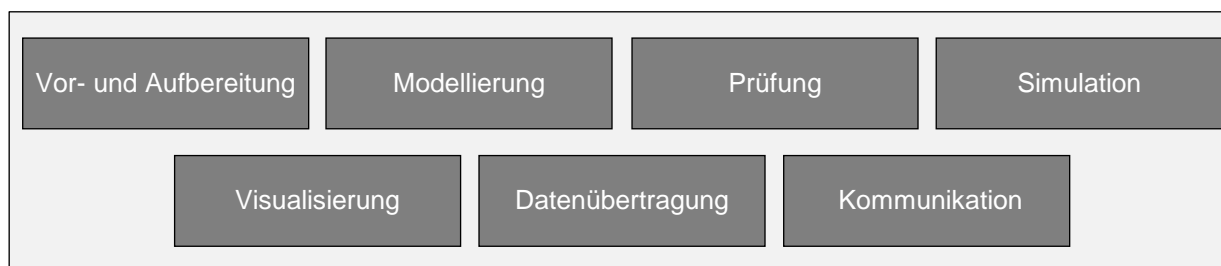 Vor- und Aufbereitung
Modellierung
Prüfung
Simulation
Visualisierung
Datenübertragung
Kommunikation